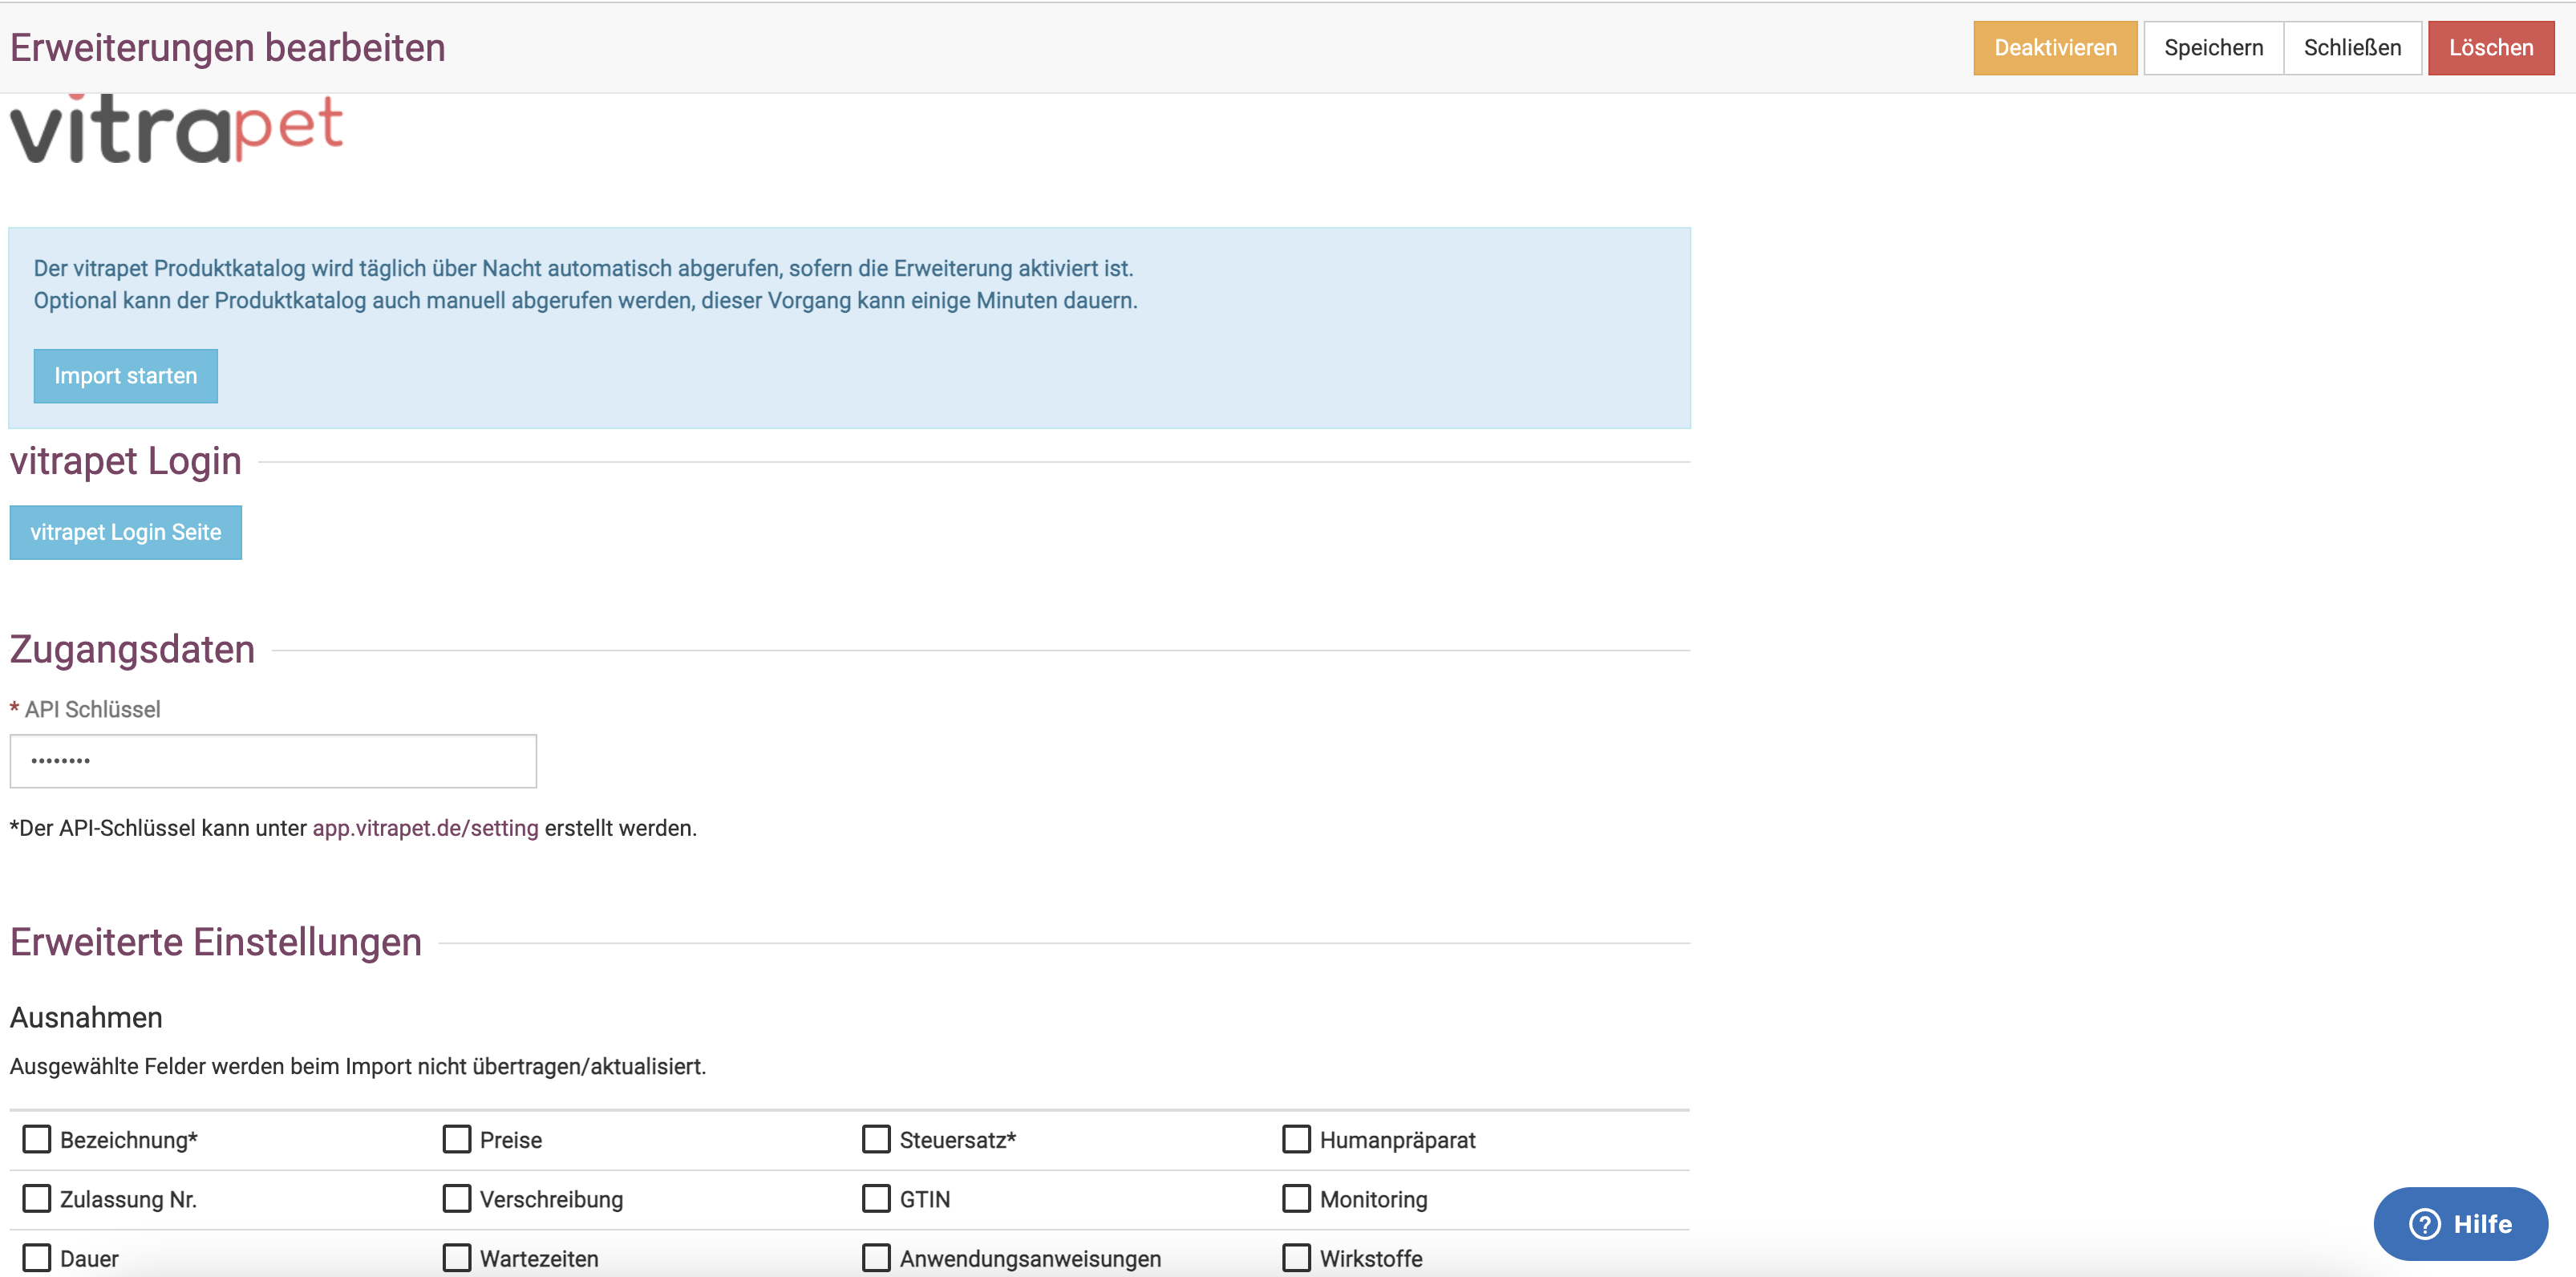 Erweiterungen bearbeiten
Deaktivieren Speichern Schließen Löschen
vitrapet
Der vitrapet Produktkatalog wird täglich über Nacht automatisch abgerufen, sofern die Erweiterung aktiviert ist.
Optional kann der Produktkatalog auch manuell abgerufen werden, dieser Vorgang kann einige Minuten dauern.
Import starten
vitrapet Login
vitrapet Login Seite
Zugangsdaten
* API Schlüssel
••••••••
*Der API-Schlüssel kann unter app.vitrapet.de/setting erstellt werden.
Erweiterte Einstellungen
Ausnahmen
Ausgewählte Felder werden beim Import nicht übertragen/aktualisiert.
Bezeichnung* Preise Steuersatz* Humanpräparat
Zulassung Nr. Verschreibung GTIN Monitoring
Dauer Wartezeiten Anwendungsanweisungen Wirkstoffe
Hilfe